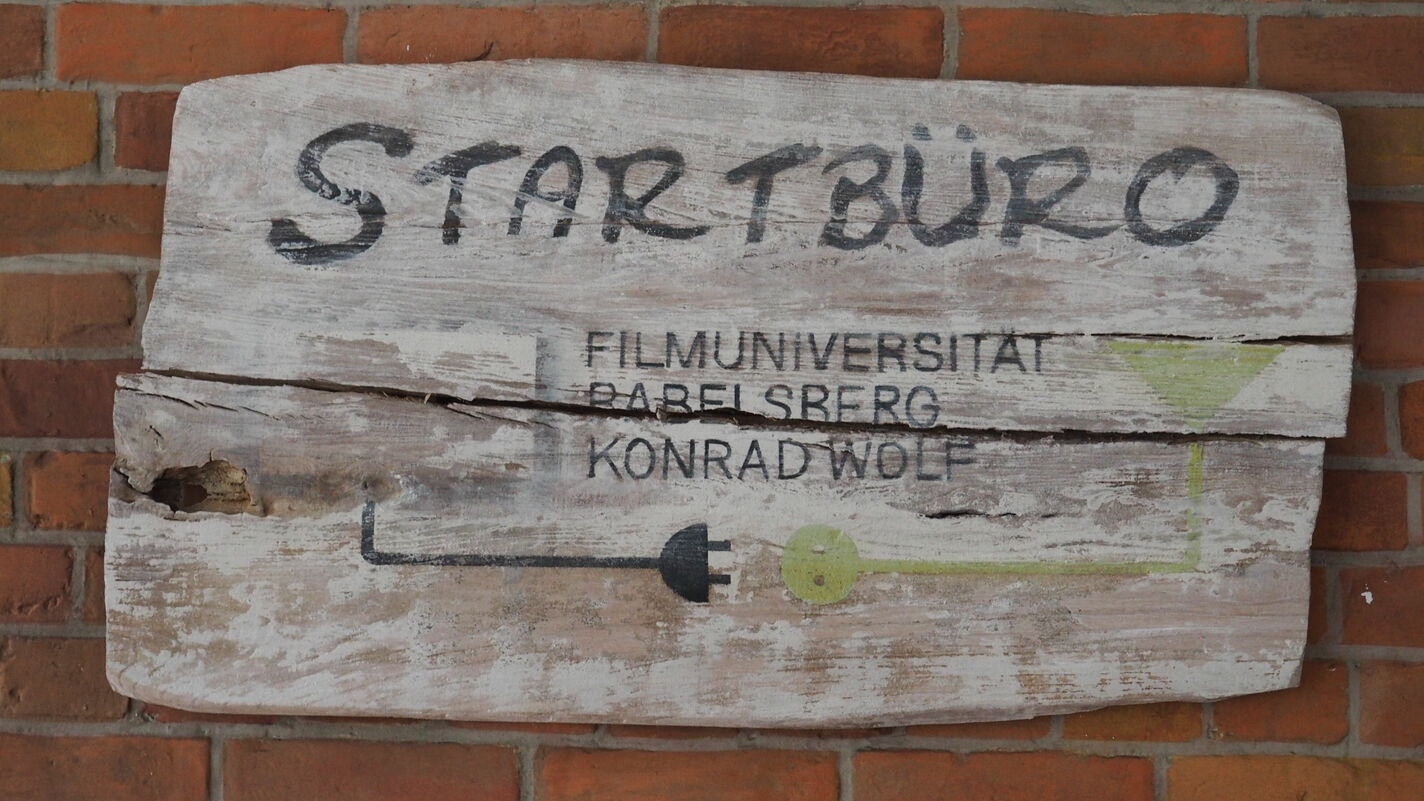 STARTBÜRO
FILMUNIVERSITÄT
BABELSBERG
KONRAD WOLF